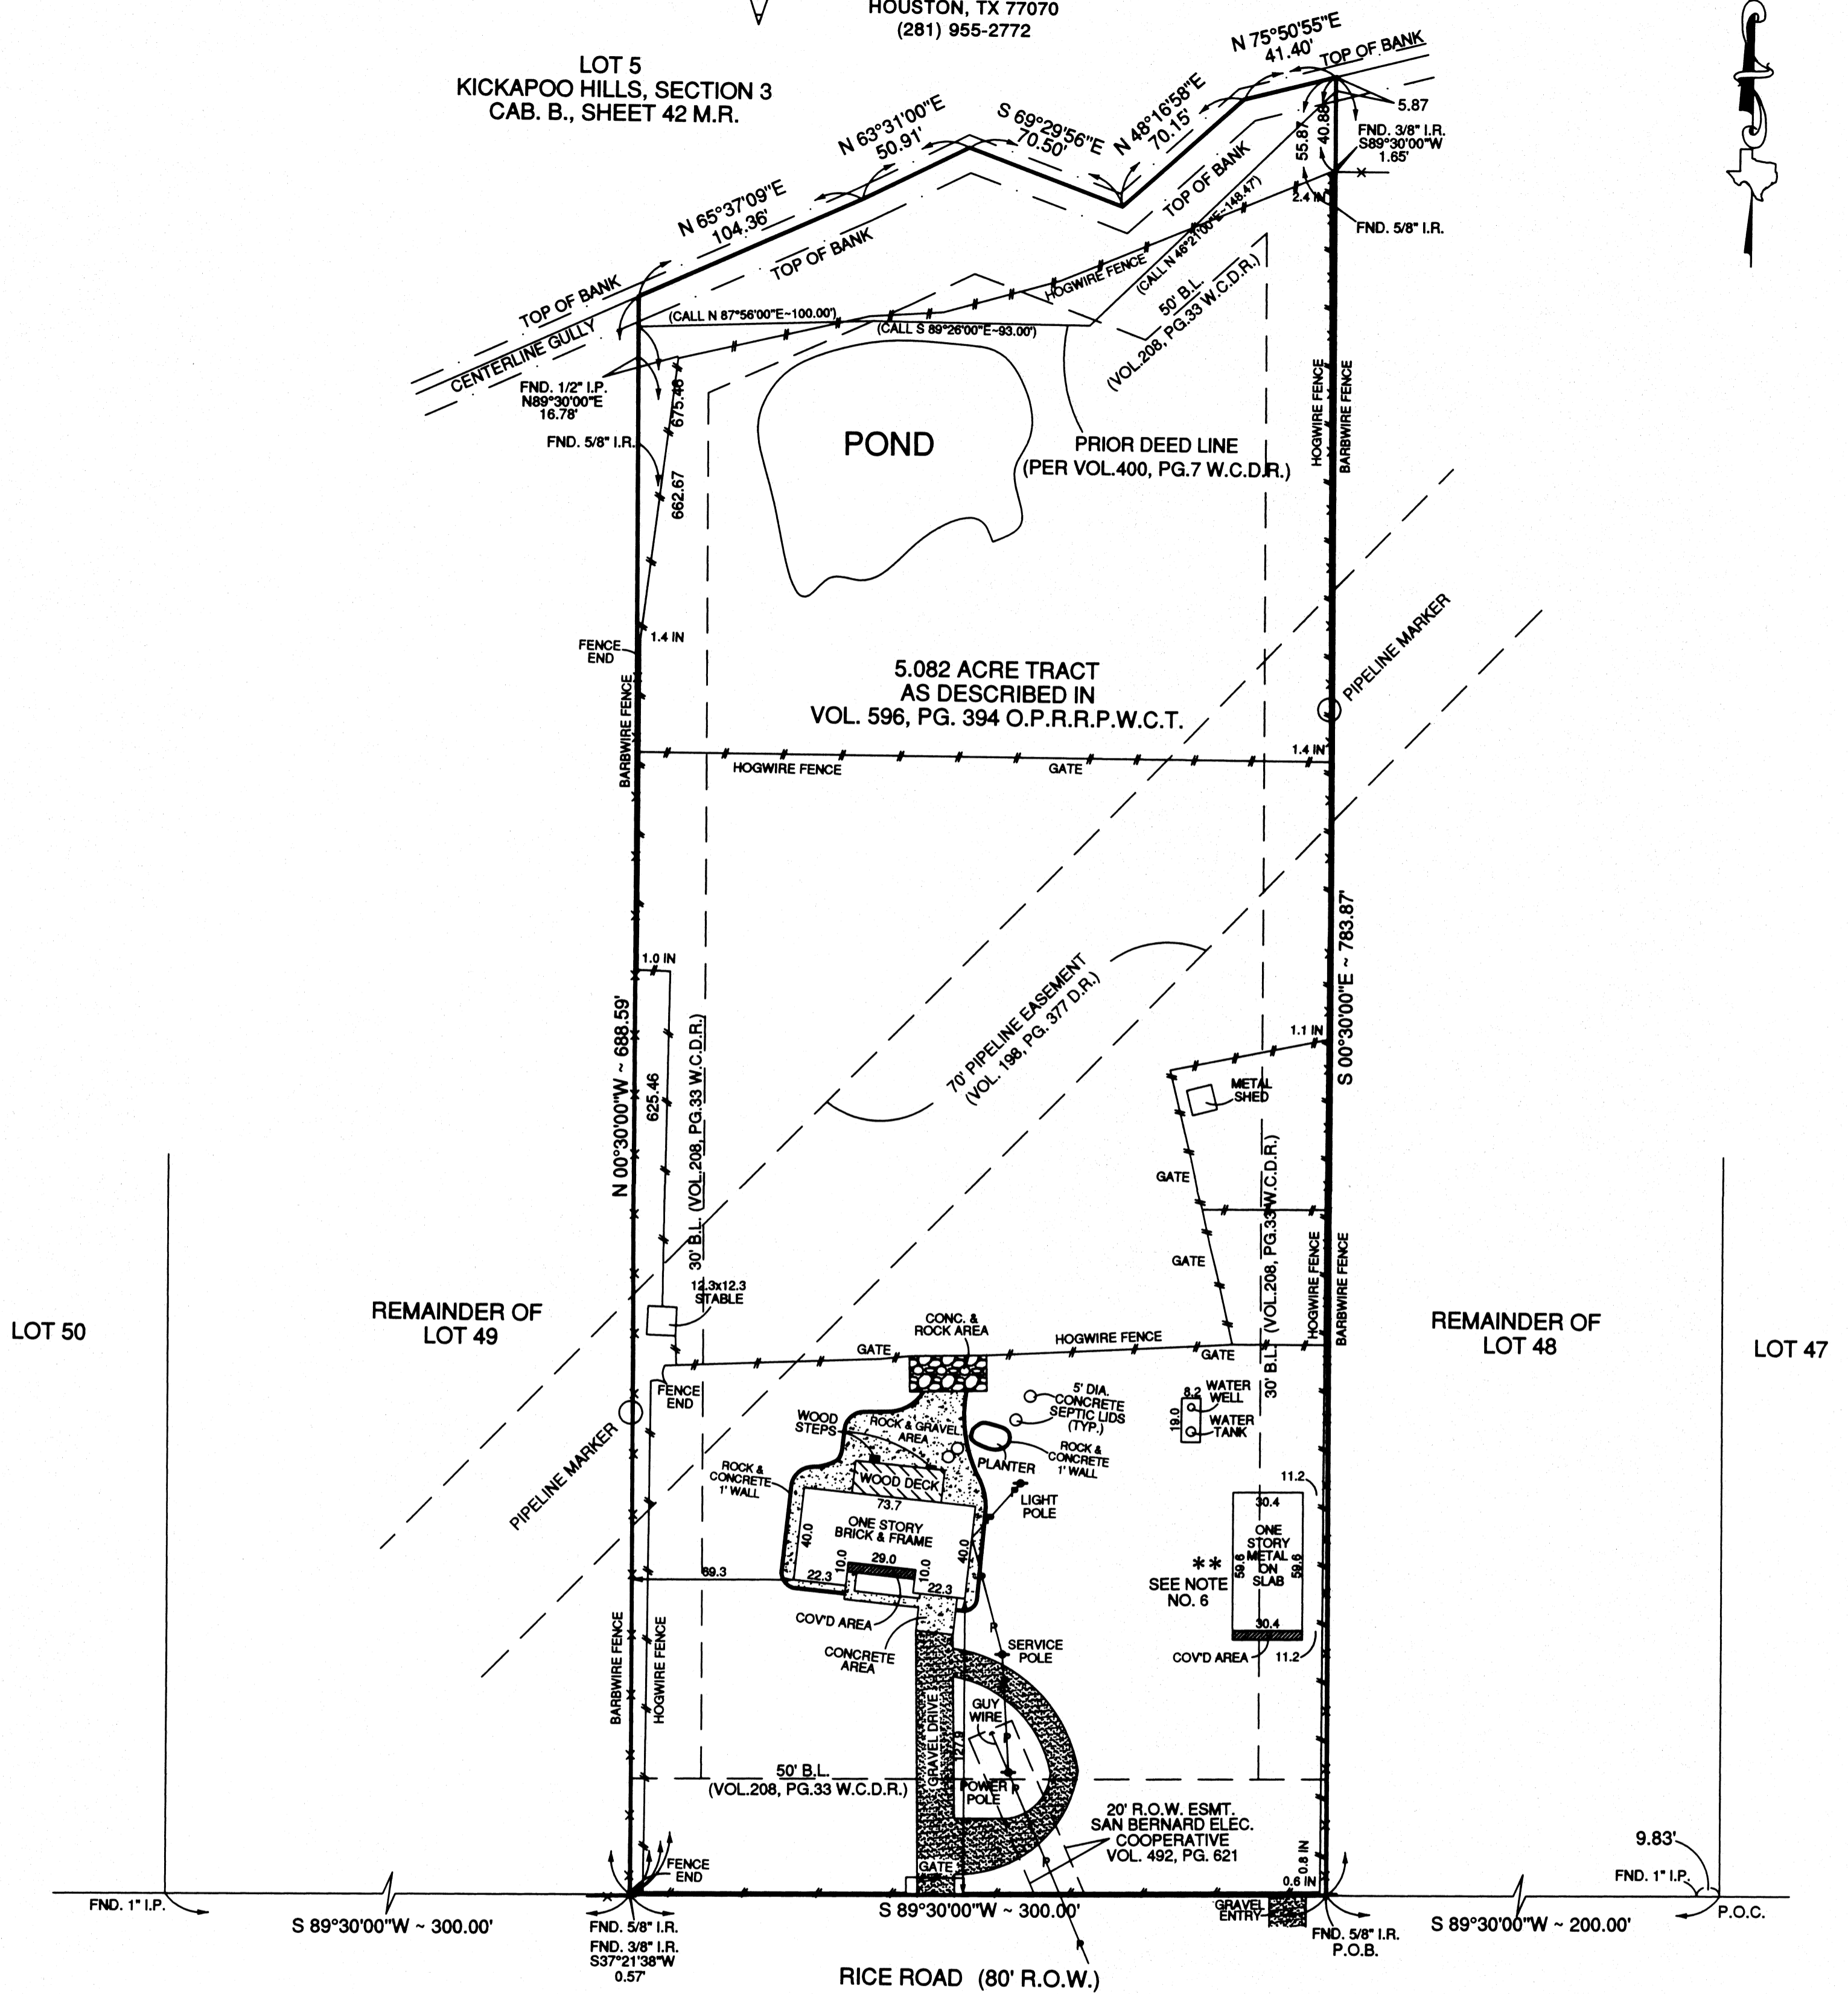 HOUSTON, TX 77070
(281) 955-2772
LOT 5
KICKAPOO HILLS, SECTION 3
CAB. B., SHEET 42 M.R.
N 75°50'55"E
41.40'
TOP OF BANK
5.87
N 48°16'58"E
70.15'
S 69°29'56"E
70.50'
N 63°31'00"E
50.91'
N 65°37'09"E
104.36'
55.87
40.88
FND. 3/8" I.R.
S89°30'00"W
1.65'
TOP OF BANK
2.4 IN
FND. 5/8" I.R.
TOP OF BANK
TOP OF BANK
CENTERLINE GULLY
HOGWIRE FENCE
(CALL N 46°21'00"E~148.47')
50' B.L.
(VOL.208, PG.33 W.C.D.R.)
(CALL N 87°56'00"E~100.00')
(CALL S 89°26'00"E~93.00')
FND. 1/2" I.P.
N89°30'00"E
16.78'
FND. 5/8" I.R.
675.46
662.67
POND
PRIOR DEED LINE
(PER VOL.400, PG.7 W.C.D.R.)
HOGWIRE FENCE
BARBWIRE FENCE
FENCE
END
1.4 IN
BARBWIRE FENCE
5.082 ACRE TRACT
AS DESCRIBED IN
VOL. 596, PG. 394 O.P.R.R.P.W.C.T.
PIPELINE MARKER
HOGWIRE FENCE
GATE
1.4 IN
1.0 IN
N 00°30'00"W ~ 688.59'
625.46
30' B.L. (VOL.208, PG.33 W.C.D.R.)
70' PIPELINE EASEMENT
(VOL. 198, PG. 377 D.R.)
S 00°30'00"E ~ 783.87'
1.1 IN
METAL
SHED
GATE
GATE
30' B.L. (VOL.208, PG.33 W.C.D.R.)
HOGWIRE FENCE
BARBWIRE FENCE
12.3x12.3
STABLE
LOT 50
REMAINDER OF
LOT 49
REMAINDER OF
LOT 48
LOT 47
CONC. &
ROCK AREA
GATE
HOGWIRE FENCE
GATE
FENCE
END
PIPELINE MARKER
WOOD
STEPS
ROCK & GRAVEL
AREA
5' DIA.
CONCRETE
SEPTIC LIDS
(TYP.)
8.2
WATER
WELL
19.0
WATER
TANK
PLANTER
ROCK &
CONCRETE
1' WALL
ROCK &
CONCRETE
1' WALL
WOOD DECK
73.7
LIGHT
POLE
ONE STORY
BRICK & FRAME
40.0
40.0
10.0
29.0
10.0
22.3
22.3
69.3
11.2
30.4
ONE
STORY
METAL
ON
SLAB
59.6
59.6
30.4
**
SEE NOTE
NO. 6
COV'D AREA
11.2
COV'D AREA
CONCRETE
AREA
P
SERVICE
POLE
BARBWIRE FENCE
HOGWIRE FENCE
GUY
WIRE
P
GRAVEL DRIVE
127.9
POWER
POLE
P
50' B.L.
(VOL.208, PG.33 W.C.D.R.)
20' R.O.W. ESMT.
SAN BERNARD ELEC.
COOPERATIVE
VOL. 492, PG. 621
P
GATE
FENCE
END
0.8 IN
0.6 IN
9.83'
FND. 1" I.P.
P.O.C.
FND. 1" I.P.
S 89°30'00"W ~ 300.00'
FND. 5/8" I.R.
FND. 3/8" I.R.
S37°21'38"W
0.57'
S 89°30'00"W ~ 300.00'
GRAVEL
ENTRY
FND. 5/8" I.R.
P.O.B.
S 89°30'00"W ~ 200.00'
P
RICE ROAD (80' R.O.W.)